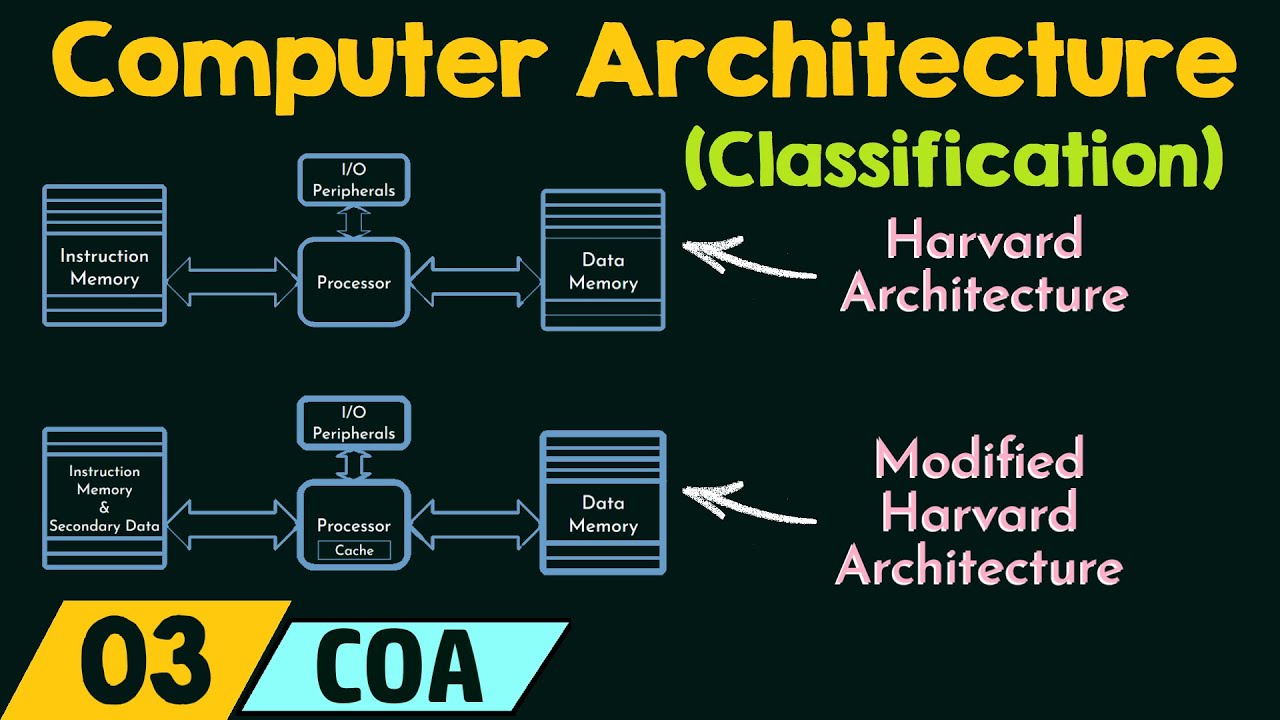 Computer Architecture
(Classification)
I/O
Peripherals
Instruction
Memory
Processor
Data
Memory
Harvard
Architecture
I/O
Peripherals
Instruction
Memory
&
Secondary Data
Processor
Cache
Data
Memory
Modified
Harvard
Architecture
03
COA